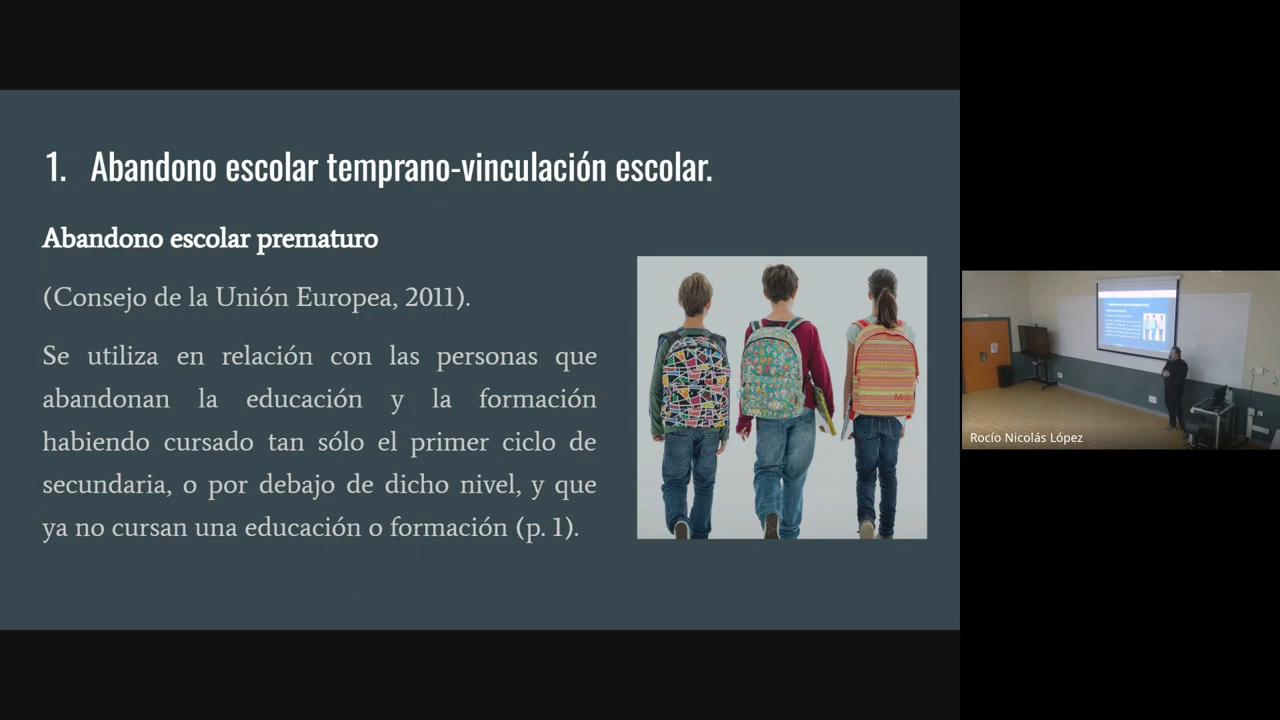 1. Abandono escolar temprano-vinculación escolar.
Abandono escolar prematuro
(Consejo de la Unión Europea, 2011).
Se utiliza en relación con las personas que
abandonan la educación y la formación
habiendo cursado tan sólo el primer ciclo de
secundaria, o por debajo de dicho nivel, y que
ya no cursan una educación o formación (p. 1).
Rocío Nicolás López